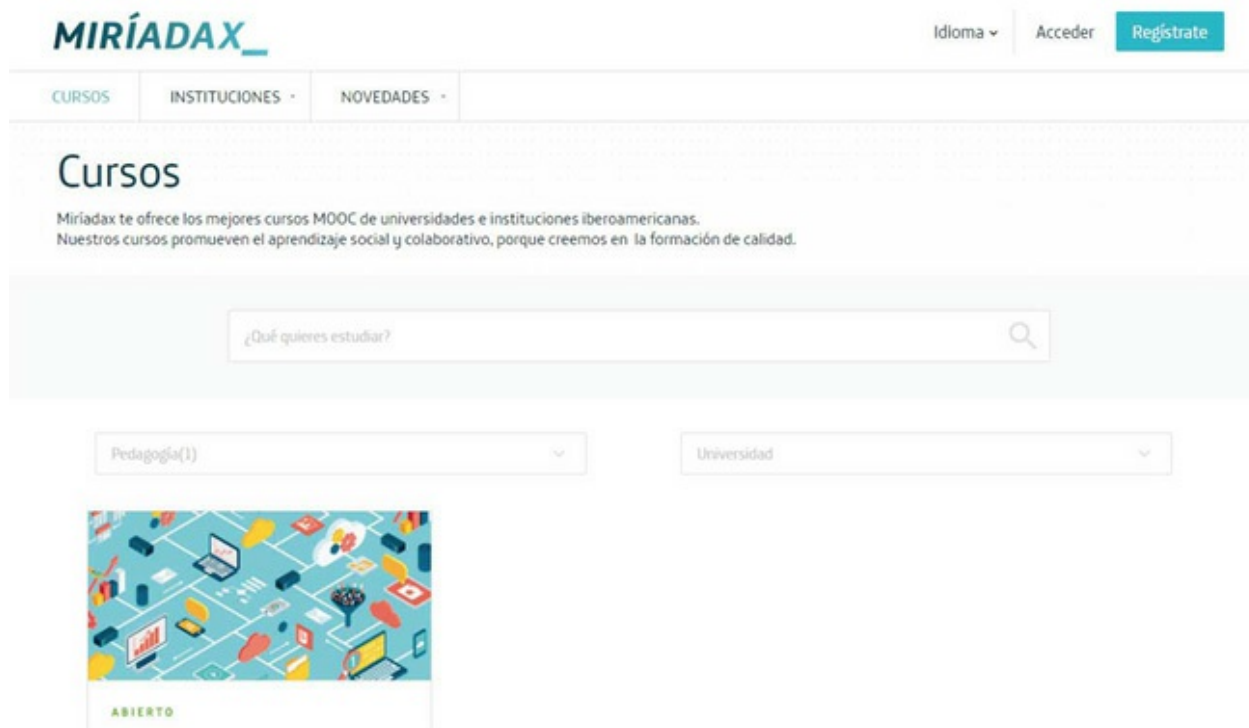 MIRÍADAX_
Idioma
Acceder
Regístrate
CURSOS
INSTITUCIONES
NOVEDADES
Cursos
Miríadax te ofrece los mejores cursos MOOC de universidades e instituciones iberoamericanas.
Nuestros cursos promueven el aprendizaje social y colaborativo, porque creemos en la formación de calidad.
¿Qué quieres estudiar?
Pedagogía(1)
Universidad
ABIERTO